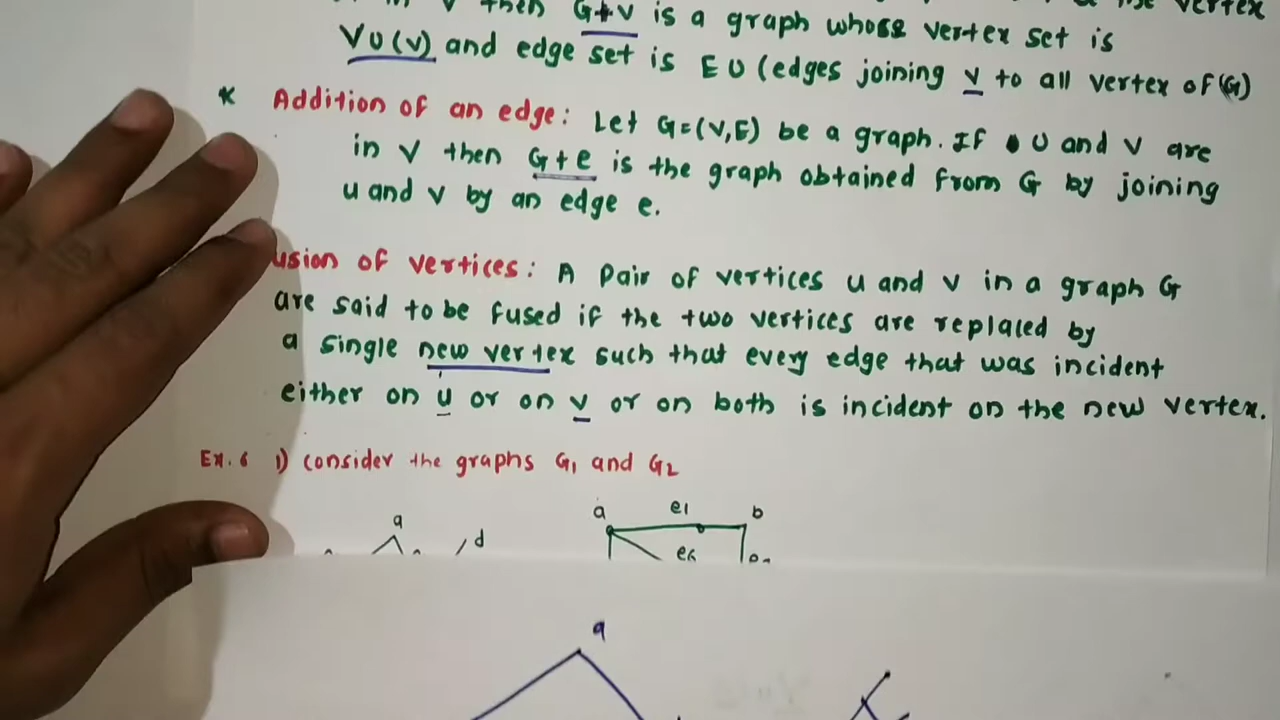 then G+v is a graph whose vertex set is
VU(v) and edge set is E U (edges joining v to all vertex of (G)
* Addition of an edge: Let G=(V,E) be a graph. If u and v are
in V then G+e is the graph obtained from G by joining
u and v by an edge e.
usion of vertices: A Pair of vertices u and v in a graph G
are said to be fused if the two vertices are replaced by
a single new vertex such that every edge that was incident
either on u or on v or on both is incident on the new vertex.
Ex. 6 1) consider the graphs G1 and G2
a d a e1 b
e6
a